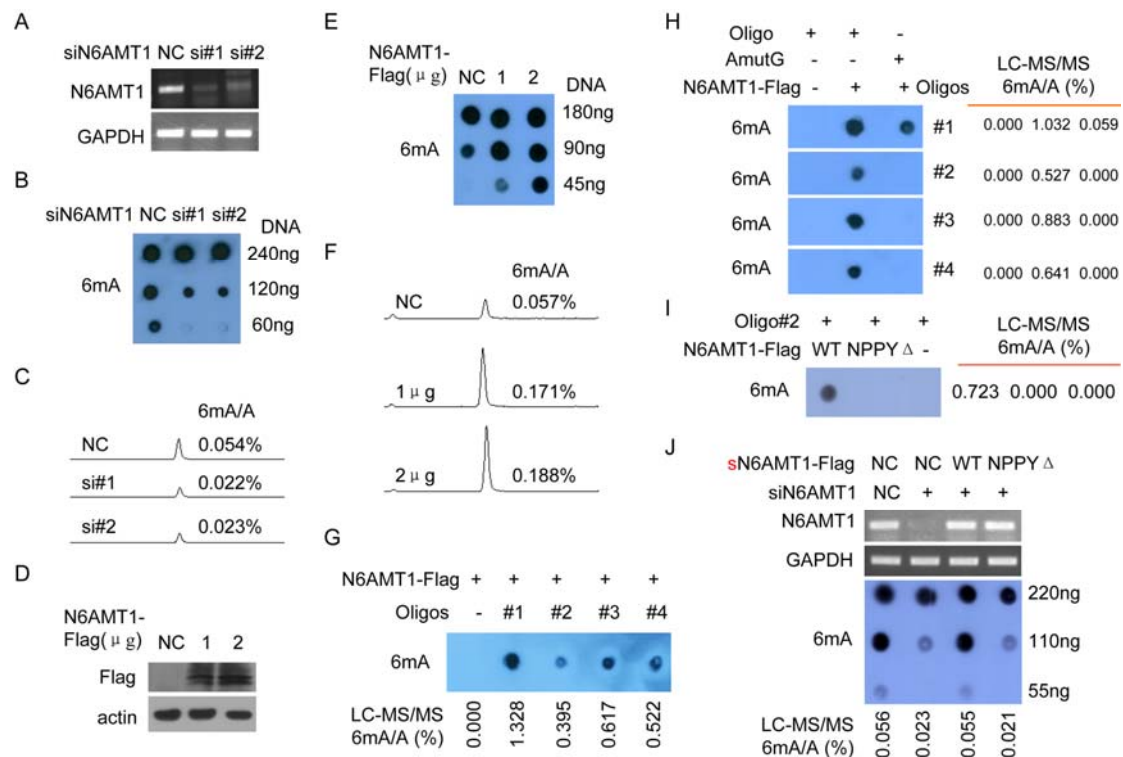 A
siN6AMT1 NC si#1 si#2
N6AMT1
GAPDH
B
siN6AMT1 NC si#1 si#2
DNA
240ng
6mA
120ng
60ng
C
6mA/A
NC
0.054%
si#1
0.022%
si#2
0.023%
D
N6AMT1-
Flag(μg) NC 1 2
Flag
actin
E
N6AMT1-
Flag(μg) NC 1 2
DNA
180ng
6mA
90ng
45ng
F
6mA/A
NC
0.057%
1μg
0.171%
2μg
0.188%
G
N6AMT1-Flag + + + + +
Oligos - #1 #2 #3 #4
6mA
LC-MS/MS
6mA/A (%)
0.000 1.328 0.395 0.617 0.522
H
Oligo + + -
AmutG - - +
N6AMT1-Flag - + + Oligos
LC-MS/MS
6mA/A (%)
6mA #1 0.000 1.032 0.059
6mA #2 0.000 0.527 0.000
6mA #3 0.000 0.883 0.000
6mA #4 0.000 0.641 0.000
I
Oligo#2 + + +
N6AMT1-Flag WT NPPY Δ -
LC-MS/MS
6mA/A (%)
6mA 0.723 0.000 0.000
J
sN6AMT1-Flag NC NC WT NPPY Δ
siN6AMT1 NC + + +
N6AMT1
GAPDH
220ng
6mA
110ng
55ng
LC-MS/MS
6mA/A (%)
0.056 0.023 0.055 0.021